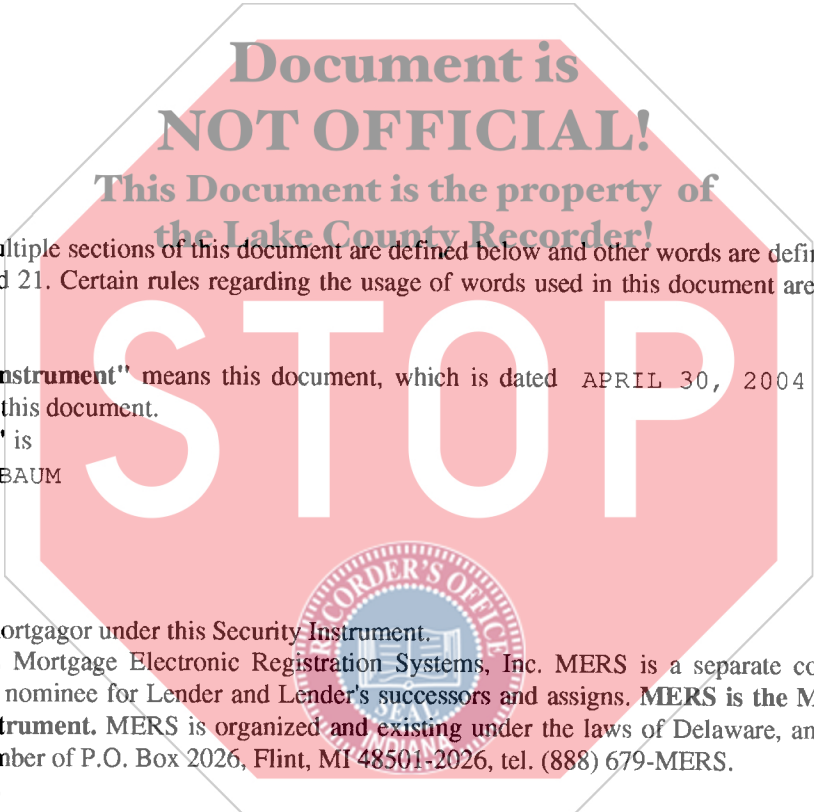 Document is
NOT OFFICIAL!
This Document is the property of
the Lake County Recorder!
ultiple sections of this document are defined below and other words are defin
d 21. Certain rules regarding the usage of words used in this document are
STOP
nstrument" means this document, which is dated APRIL 30, 2004
this document.
" is
BAUM
RECORDER'S OFFICE
ortgagor under this Security Instrument.
Mortgage Electronic Registration Systems, Inc. MERS is a separate co
nominee for Lender and Lender's successors and assigns. MERS is the M
SEAL
trument. MERS is organized and existing under the laws of Delaware, an
INDIANA
mber of P.O. Box 2026, Flint, MI 48501-2026, tel. (888) 679-MERS.